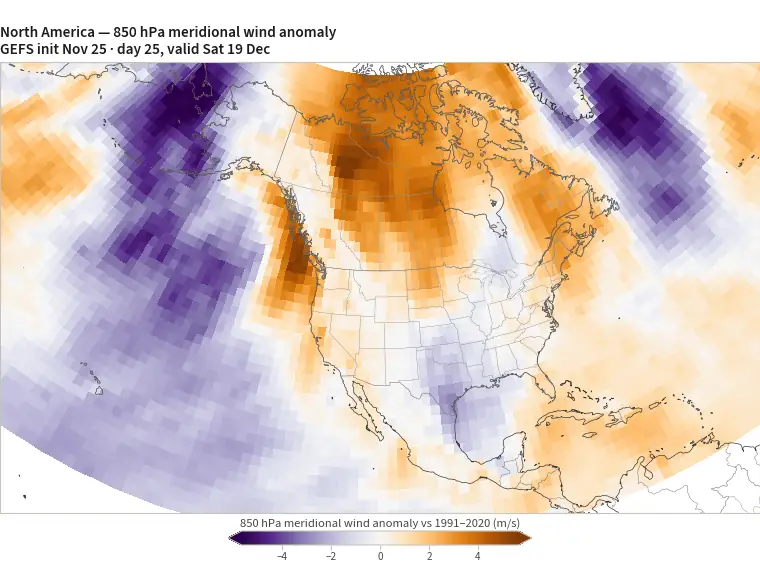 North America — 850 hPa meridional wind anomaly
GEFS init Nov 25 · day 25, valid Sat 19 Dec
850 hPa meridional wind anomaly vs 1991−2020 (m/s)
−4 −2 0 2 4